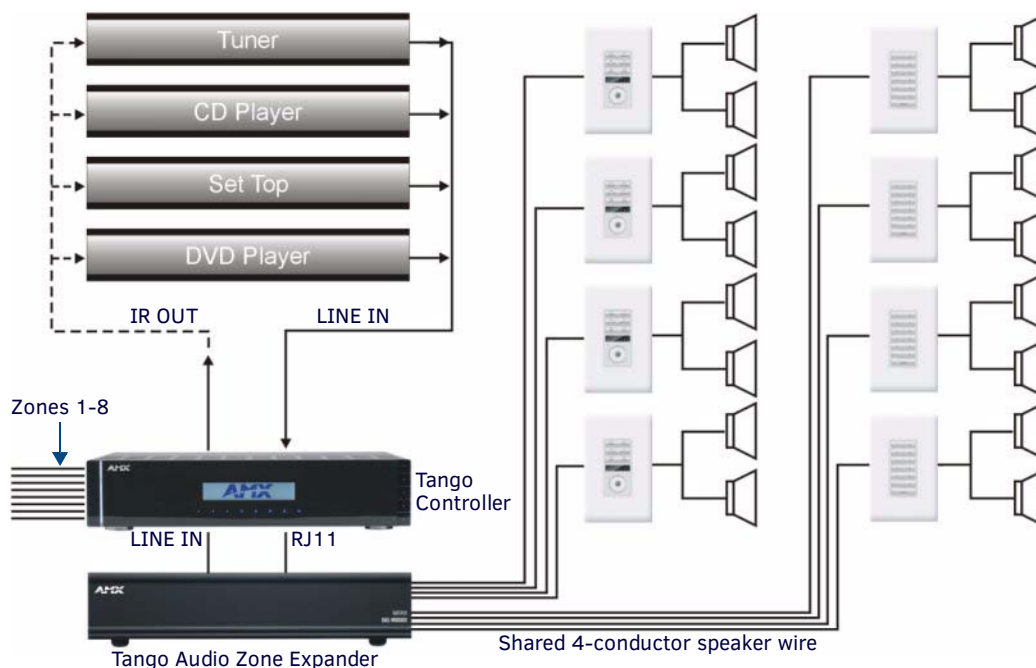 Tuner
CD Player
Set Top
DVD Player
IR OUT
LINE IN
Zones 1-8
AMX
AMX
Tango
Controller
LINE IN
RJ11
AMX
Shared 4-conductor speaker wire
Tango Audio Zone Expander